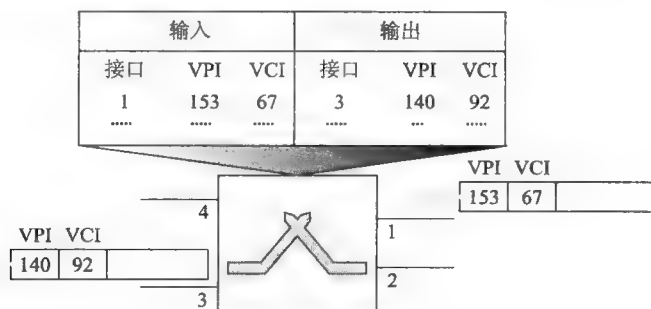 输入 输出
接口 VPI VCI 接口 VPI VCI
1 153 67 3 140 92
..... ..... ..... ..... ... .....
VPI VCI
153 67
4
1
VPI VCI
140 92
2
3